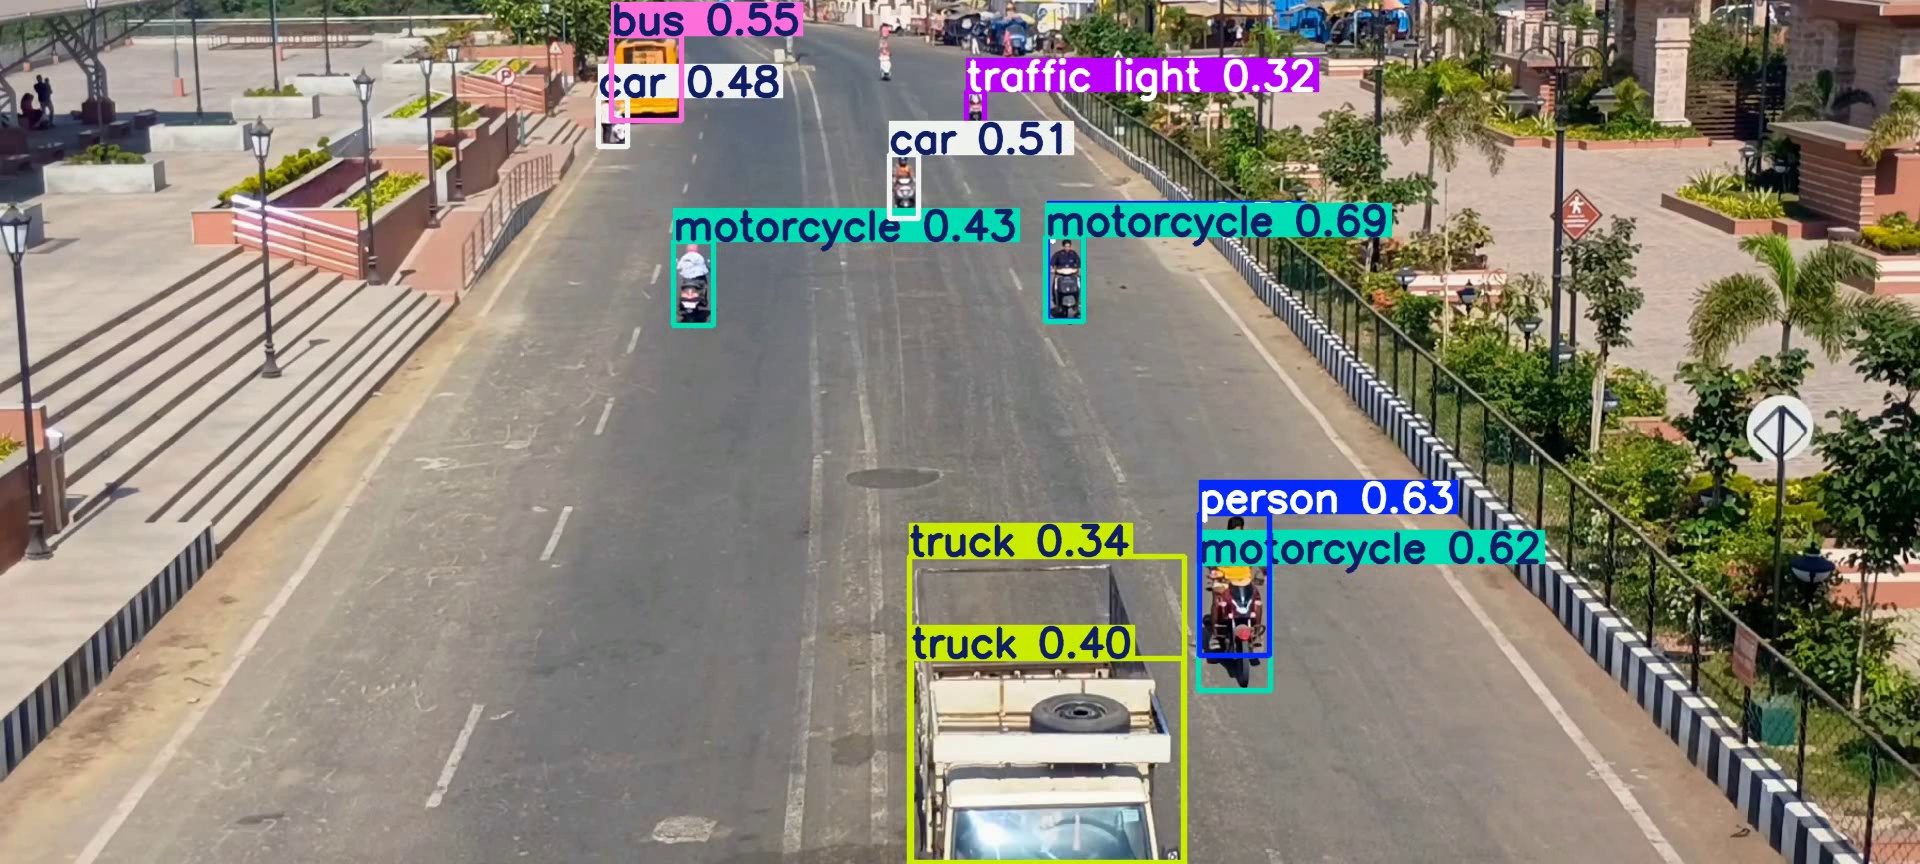 bus 0.55
car 0.48
traffic light 0.32
car 0.51
motorcycle 0.43
motorcycle 0.69
person 0.63
truck 0.34
motorcycle 0.62
truck 0.40